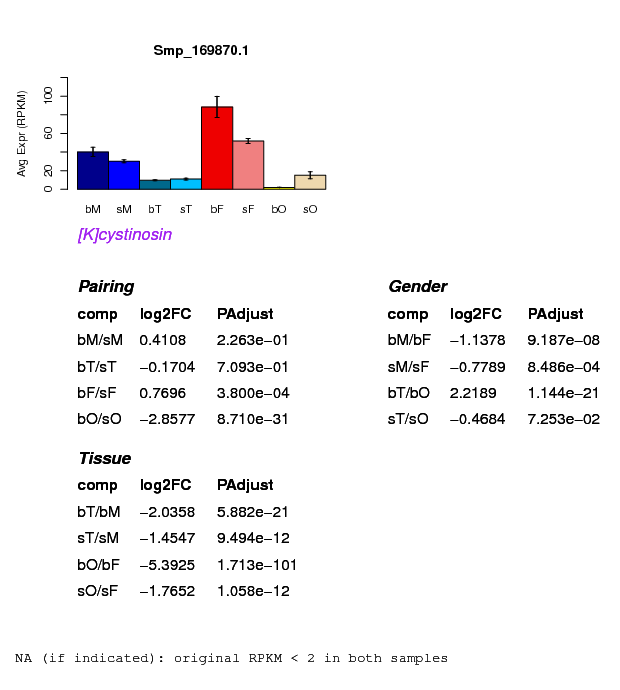 Smp_169870.1
Avg Expr (RPKM)
0 20 60 100
bM sM bT sT bF sF bO sO
[K]cystinosin
Pairing
comp log2FC PAdjust
bM/sM 0.4108 2.263e−01
bT/sT −0.1704 7.093e−01
bF/sF 0.7696 3.800e−04
bO/sO −2.8577 8.710e−31
Gender
comp log2FC PAdjust
bM/bF −1.1378 9.187e−08
sM/sF −0.7789 8.486e−04
bT/bO 2.2189 1.144e−21
sT/sO −0.4684 7.253e−02
Tissue
comp log2FC PAdjust
bT/bM −2.0358 5.882e−21
sT/sM −1.4547 9.494e−12
bO/bF −5.3925 1.713e−101
sO/sF −1.7652 1.058e−12
NA (if indicated): original RPKM < 2 in both samples